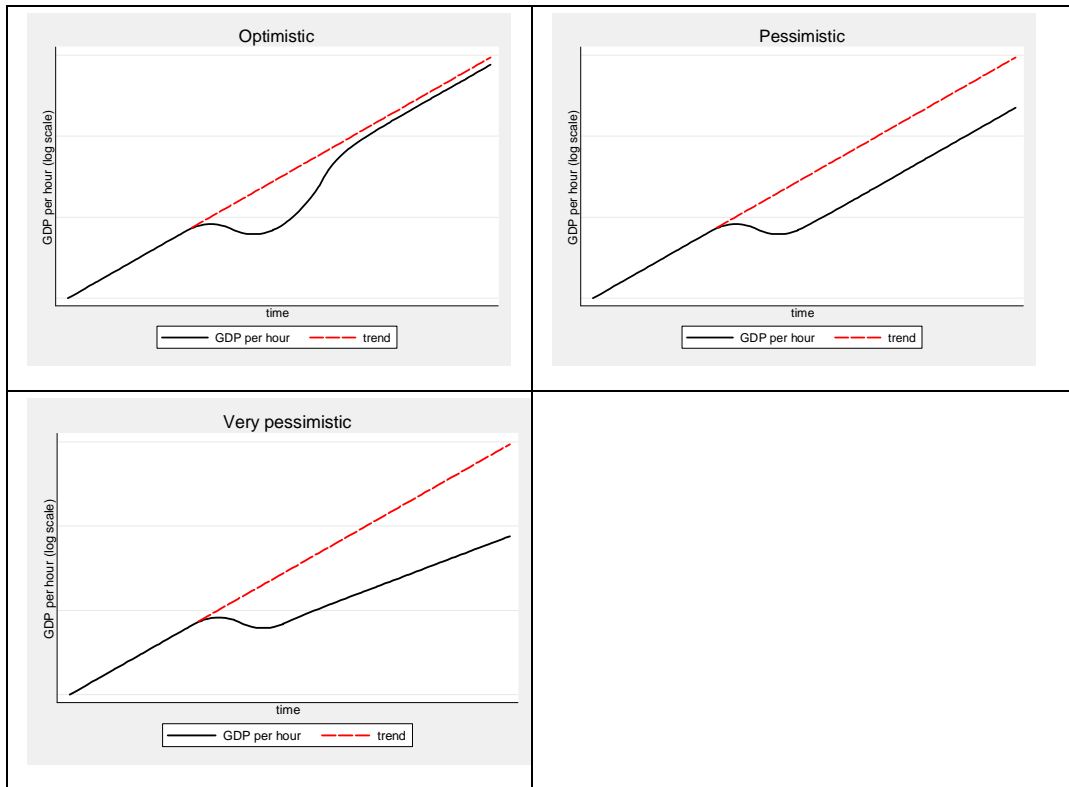 Optimistic
GDP per hour (log scale)
time
GDP per hour trend
Pessimistic
GDP per hour (log scale)
time
GDP per hour trend
Very pessimistic
GDP per hour (log scale)
time
GDP per hour trend